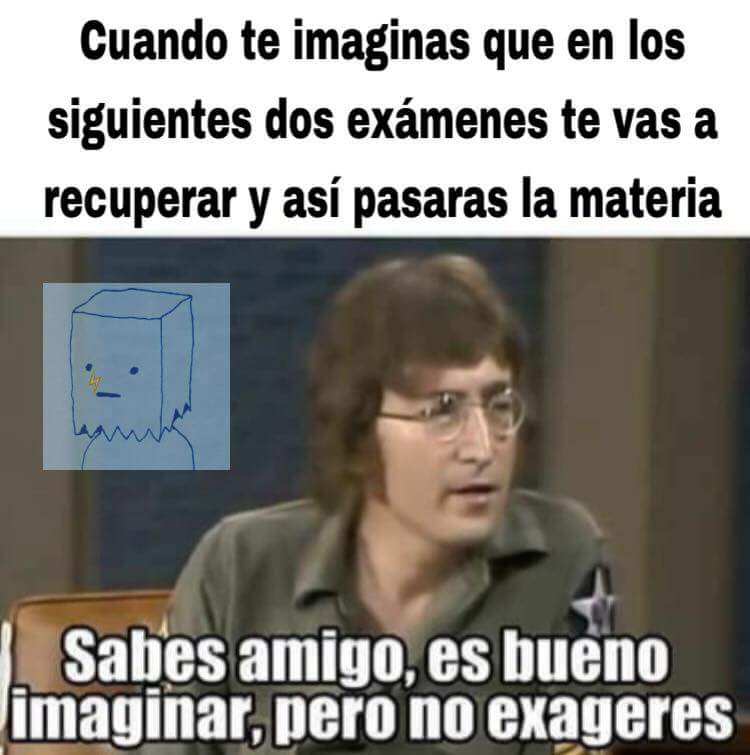 Cuando te imaginas que en los
siguientes dos exámenes te vas a
recuperar y así pasaras la materia
Sabes amigo, es bueno
imaginar, pero no exageres